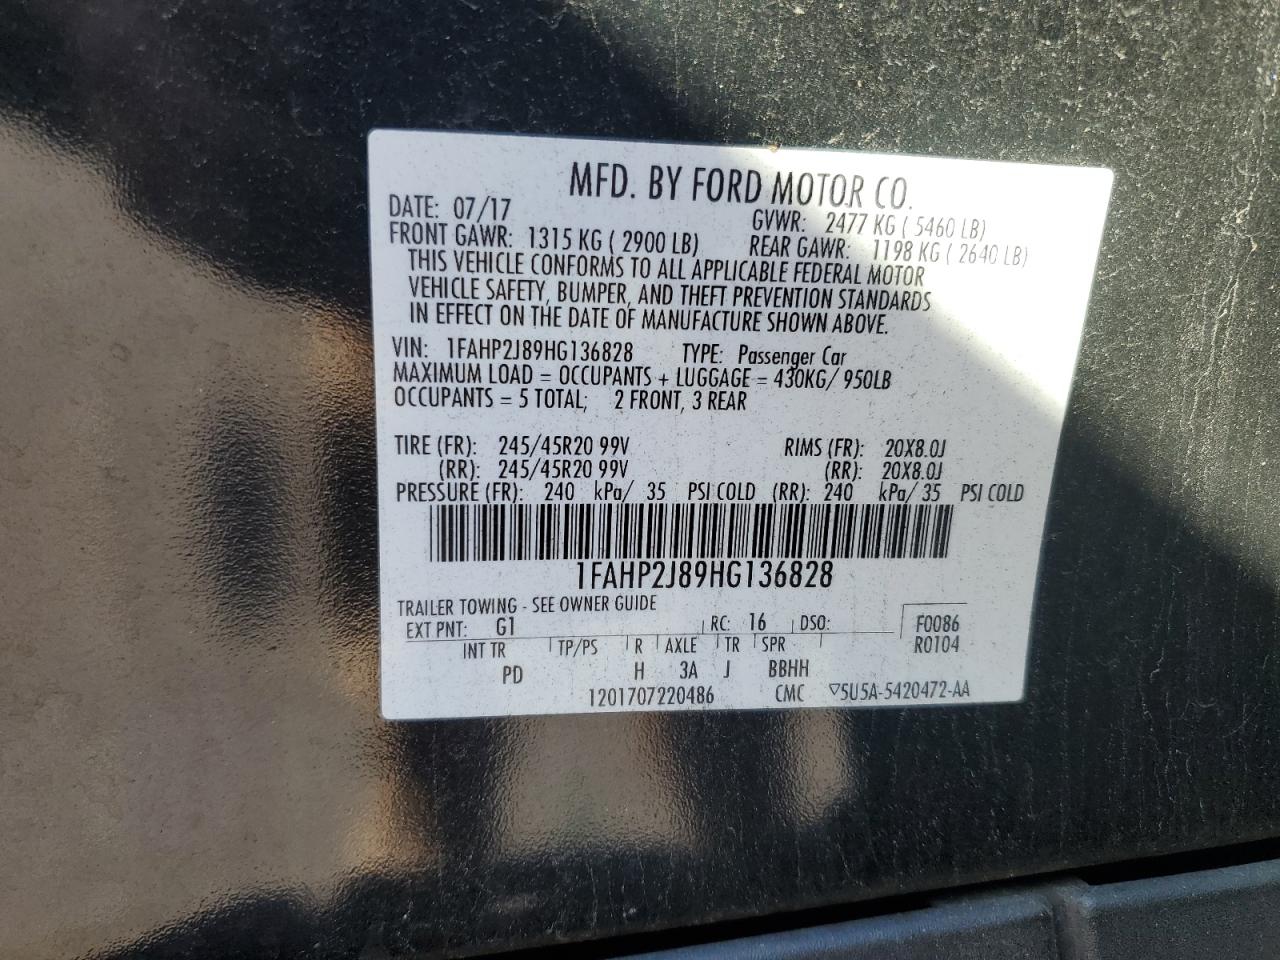 MFD. BY FORD MOTOR CO.
DATE: 07/17 GVWR: 2477 KG ( 5460 LB)
FRONT GAWR: 1315 KG ( 2900 LB) REAR GAWR: 1198 KG ( 2640 LB)
THIS VEHICLE CONFORMS TO ALL APPLICABLE FEDERAL MOTOR
VEHICLE SAFETY, BUMPER, AND THEFT PREVENTION STANDARDS
IN EFFECT ON THE DATE OF MANUFACTURE SHOWN ABOVE.
VIN: 1FAHP2J89HG136828 TYPE: Passenger Car
MAXIMUM LOAD = OCCUPANTS + LUGGAGE = 430KG/ 950LB
OCCUPANTS = 5 TOTAL; 2 FRONT, 3 REAR
TIRE (FR): 245/45R20 99V RIMS (FR): 20X8.0J
(RR): 245/45R20 99V (RR): 20X8.0J
PRESSURE (FR): 240 kPa/ 35 PSI COLD (RR): 240 kPa/ 35 PSI COLD
1FAHP2J89HG136828
TRAILER TOWING - SEE OWNER GUIDE
EXT PNT: G1 RC: 16 DSO: F0086
INT TR TP/PS R AXLE TR SPR R0104
PD H 3A J BBHH
1201707220486 CMC ▽5U5A-5420472-AA